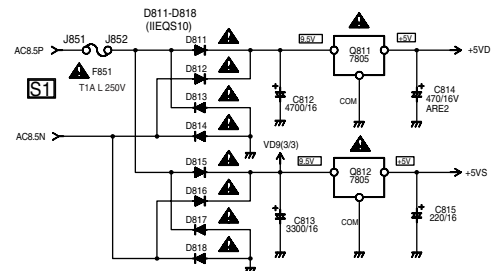 D811-D818
(IIEQS10)
J851 J852
D811
AC8.5P
F851
T1A L 250V
S1
D812
D813
AC8.5N
D814
9.5V
Q811
7805
+5V
+5VD
COM
C812
4700/16
C814
470/16V
ARE2
D815
VD9(3/3)
9.5V
Q812
7805
+5V
+5VS
D816
COM
C813
3300/16
C815
220/16
D817
D818